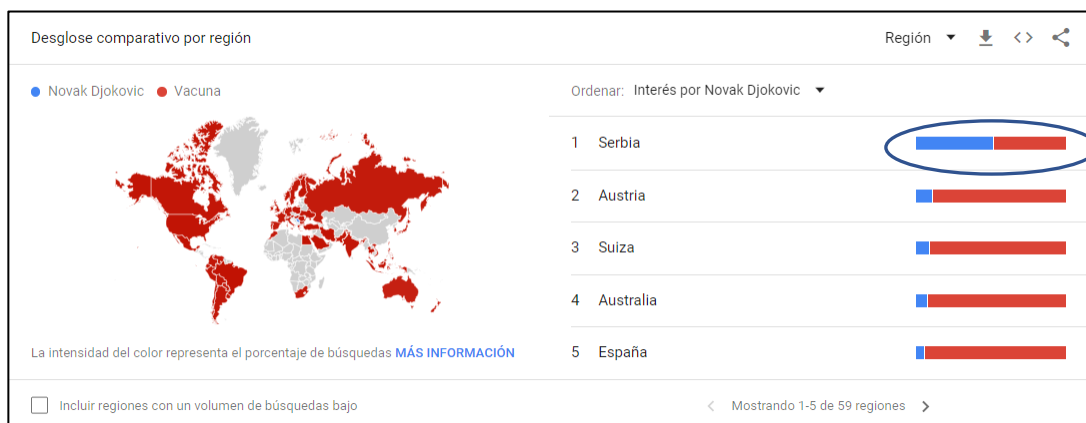 Desglose comparativo por región
Región
Novak Djokovic Vacuna
Ordenar: Interés por Novak Djokovic
1 Serbia
2 Austria
3 Suiza
4 Australia
5 España
La intensidad del color representa el porcentaje de búsquedas MÁS INFORMACIÓN
Incluir regiones con un volumen de búsquedas bajo
Mostrando 1-5 de 59 regiones